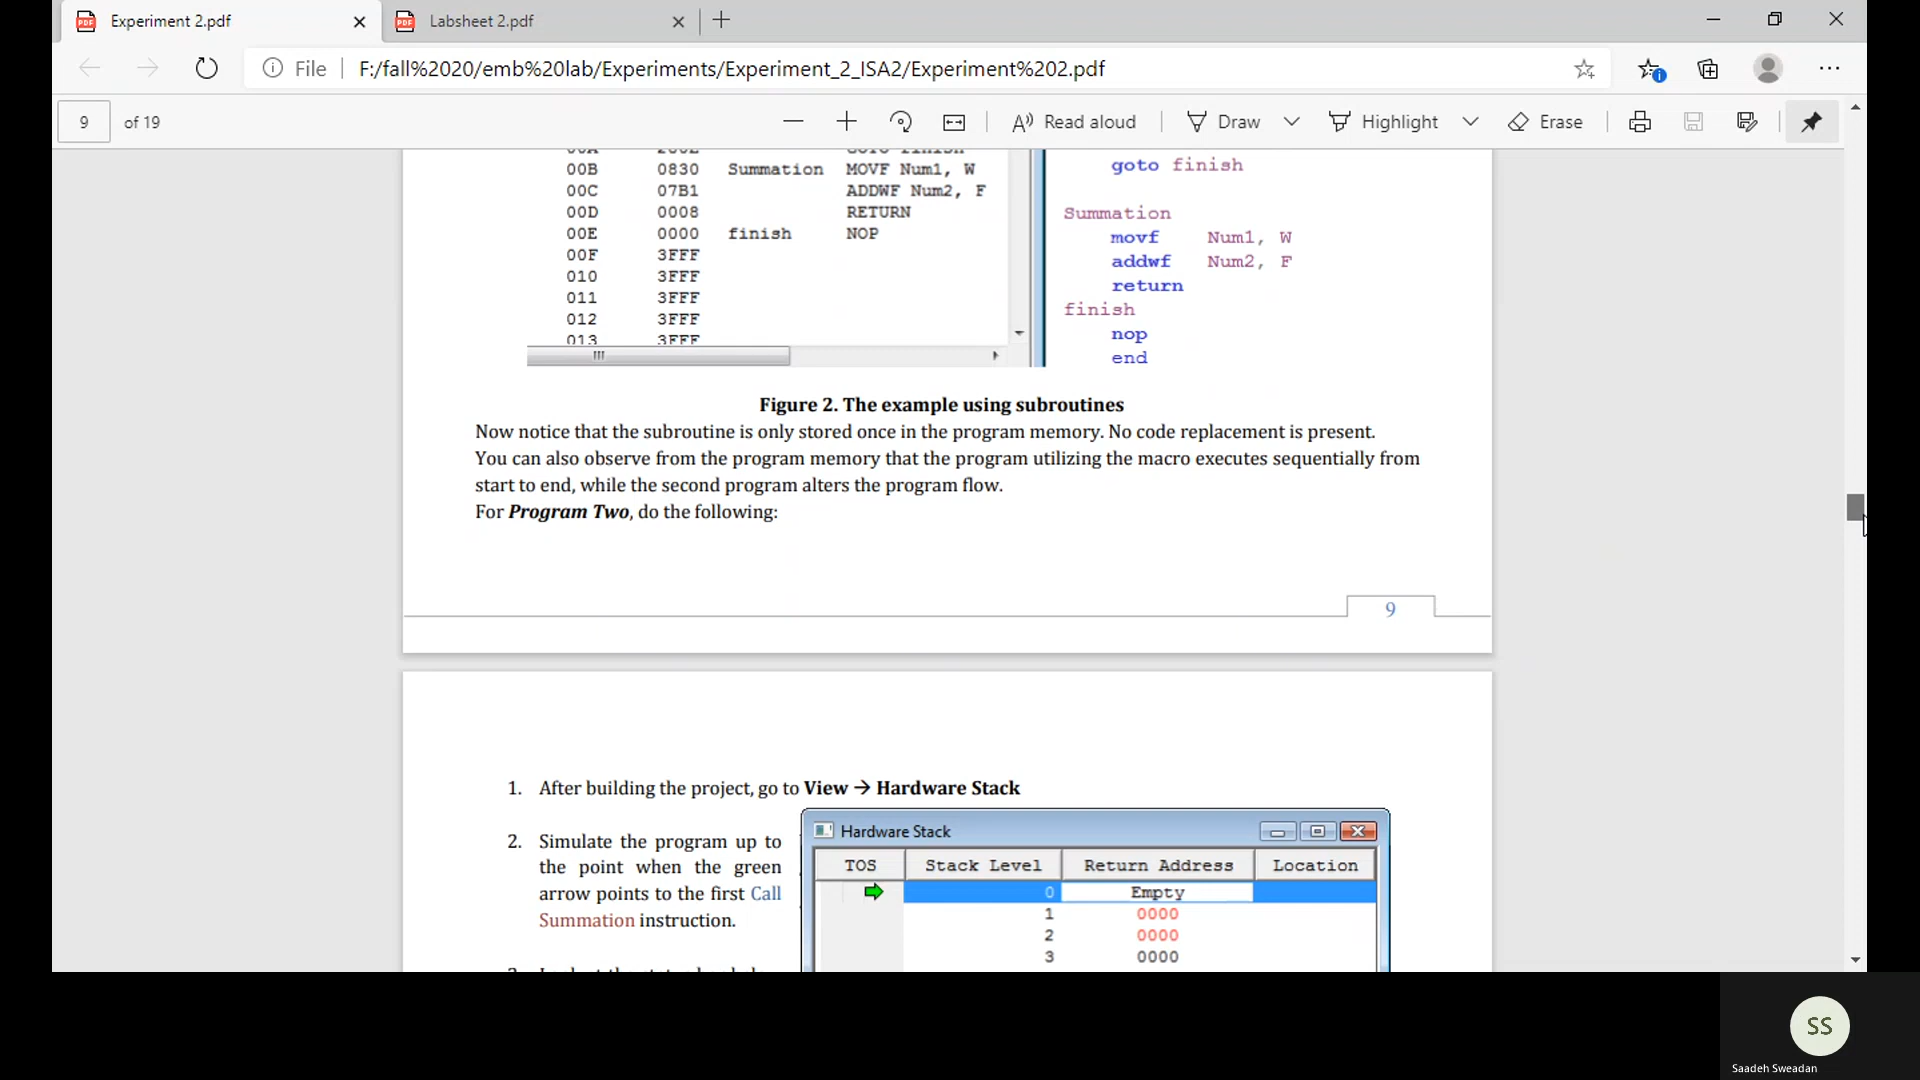 Experiment 2.pdf
Labsheet 2.pdf
File
F:/fall%2020/emb%20lab/Experiments/Experiment_2_ISA2/Experiment%202.pdf
9 of 19
Read aloud
Draw
Highlight
Erase
00B 0830 Summation MOVF Num1, W
00C 07B1 ADDWF Num2, F
00D 0008 RETURN
00E 0000 finish NOP
00F 3FFF
010 3FFF
011 3FFF
012 3FFF
013 3FFF
goto finish
Summation
movf Num1, W
addwf Num2, F
return
finish
nop
end
Figure 2. The example using subroutines
Now notice that the subroutine is only stored once in the program memory. No code replacement is present.
You can also observe from the program memory that the program utilizing the macro executes sequentially from
start to end, while the second program alters the program flow.
For Program Two, do the following:
9
1. After building the project, go to View → Hardware Stack
2. Simulate the program up to
the point when the green
arrow points to the first Call
Summation instruction.
Hardware Stack
TOS Stack Level Return Address Location
0 Empty
1 0000
2 0000
3 0000
SS
Saadeh Sweadan